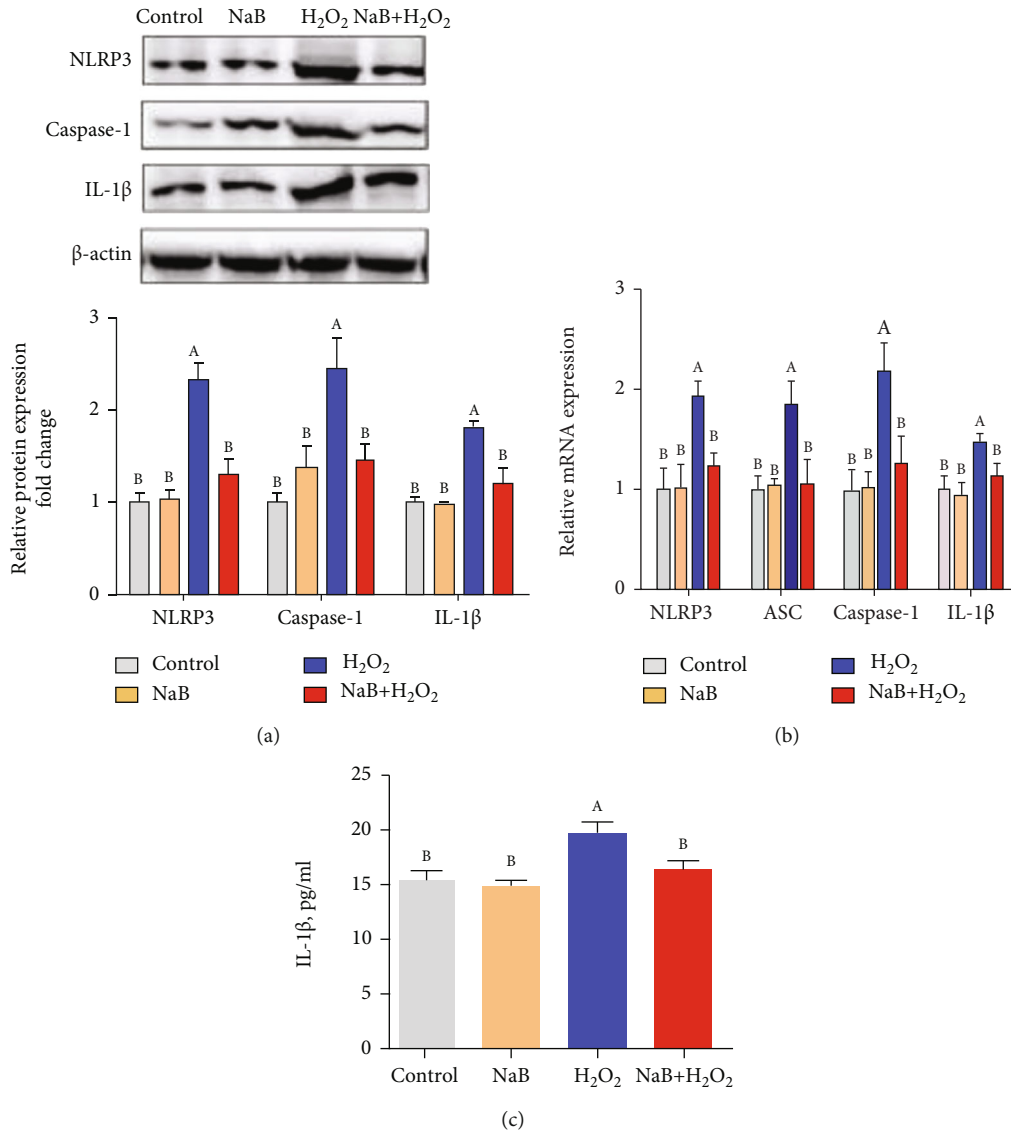 Control NaB H₂O₂ NaB+H₂O₂
NLRP3
Caspase-1
IL-1β
β-actin
Relative protein expression
fold change
3
2
1
0
A
B B
B
A
B
B
B
A
B B
B
NLRP3 Caspase-1 IL-1β
Control H₂O₂
NaB NaB+H₂O₂
(a)
Relative mRNA expression
3
2
1
0
A
B B
B
A
B B
B
A
B B
B
A
B B
B
NLRP3 ASC Caspase-1 IL-1β
Control H₂O₂
NaB NaB+H₂O₂
(b)
IL-1β, pg/ml
25
20
15
10
5
0
B B A B
Control NaB H₂O₂ NaB+H₂O₂
(c)